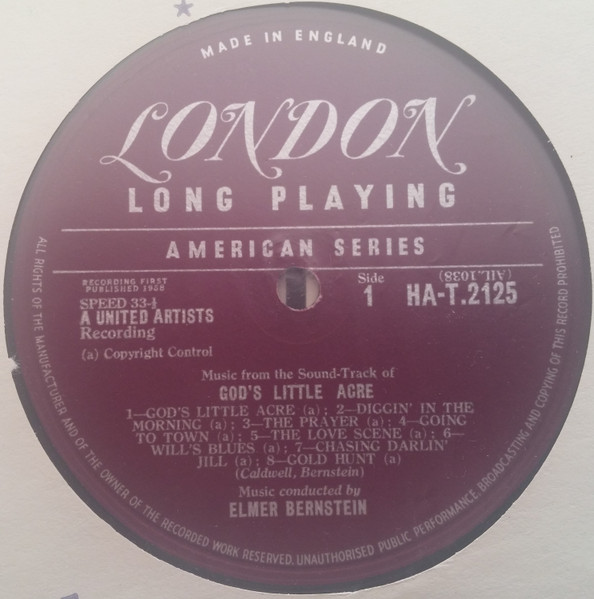 MADE IN ENGLAND
LONDON
LONG PLAYING
AMERICAN SERIES
RECORDING FIRST
PUBLISHED 1958
SPEED 33-⅓
A UNITED ARTISTS
Recording
(a) Copyright Control
Side
1
(AIL.1038)
HA-T.2125
Music from the Sound-Track of
GOD'S LITTLE ACRE
1—GOD'S LITTLE ACRE (a); 2—DIGGIN' IN THE
MORNING (a); 3—THE PRAYER (a); 4—GOING
TO TOWN (a); 5—THE LOVE SCENE (a); 6—
WILL'S BLUES (a); 7—CHASING DARLIN'
JILL (a); 8—GOLD HUNT (a)
(Caldwell, Bernstein)
Music conducted by
ELMER BERNSTEIN
ALL RIGHTS OF THE MANUFACTURER AND OF THE OWNER OF THE RECORDED WORK RESERVED. UNAUTHORISED PUBLIC PERFORMANCE, BROADCASTING AND COPYING OF THIS RECORD PROHIBITED